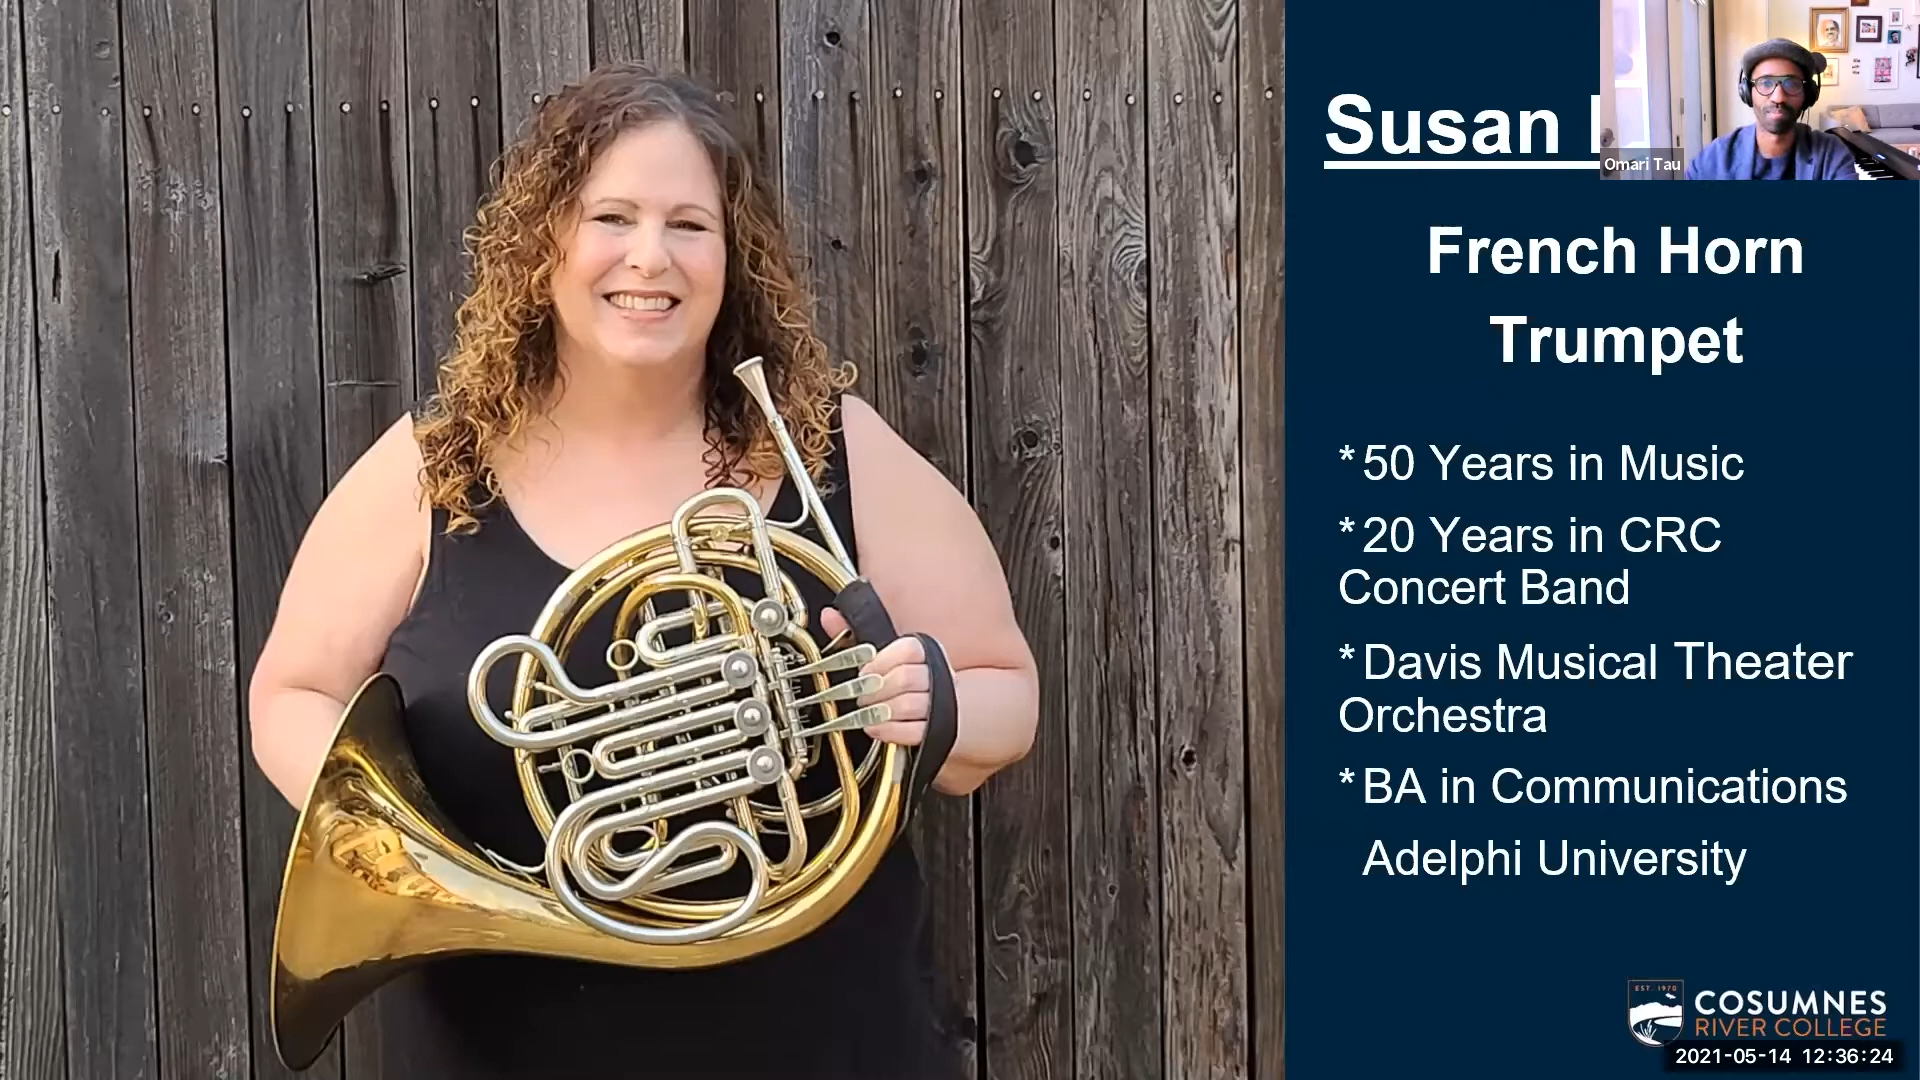 Susan
Omari Tau
French Horn
Trumpet
*50 Years in Music
*20 Years in CRC
Concert Band
*Davis Musical Theater
Orchestra
*BA in Communications
Adelphi University
EST. 1970
COSUMNES
RIVER COLLEGE
2021-05-14 12:36:24